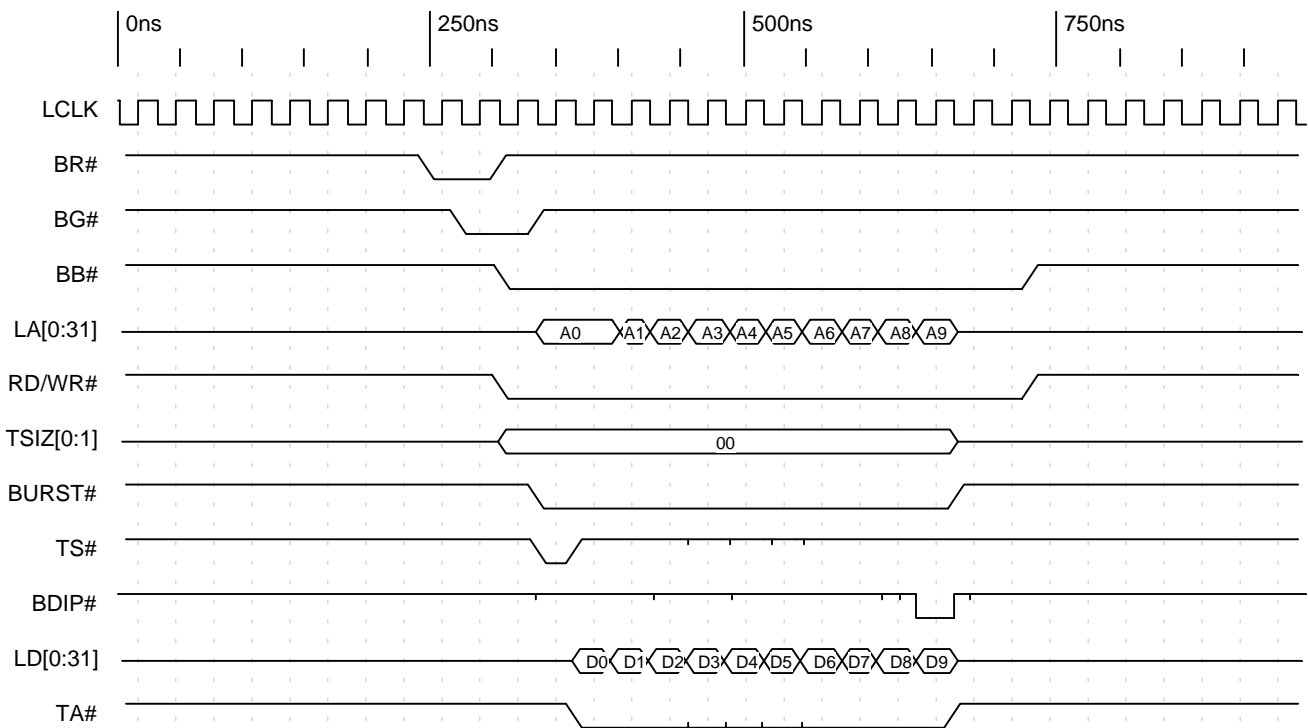 0ns 250ns 500ns 750ns
LCLK
BR#
BG#
BB#
LA[0:31] A0 A1 A2 A3 A4 A5 A6 A7 A8 A9
RD/WR#
TSIZ[0:1] 00
BURST#
TS#
BDIP#
LD[0:31] D0 D1 D2 D3 D4 D5 D6 D7 D8 D9
TA#